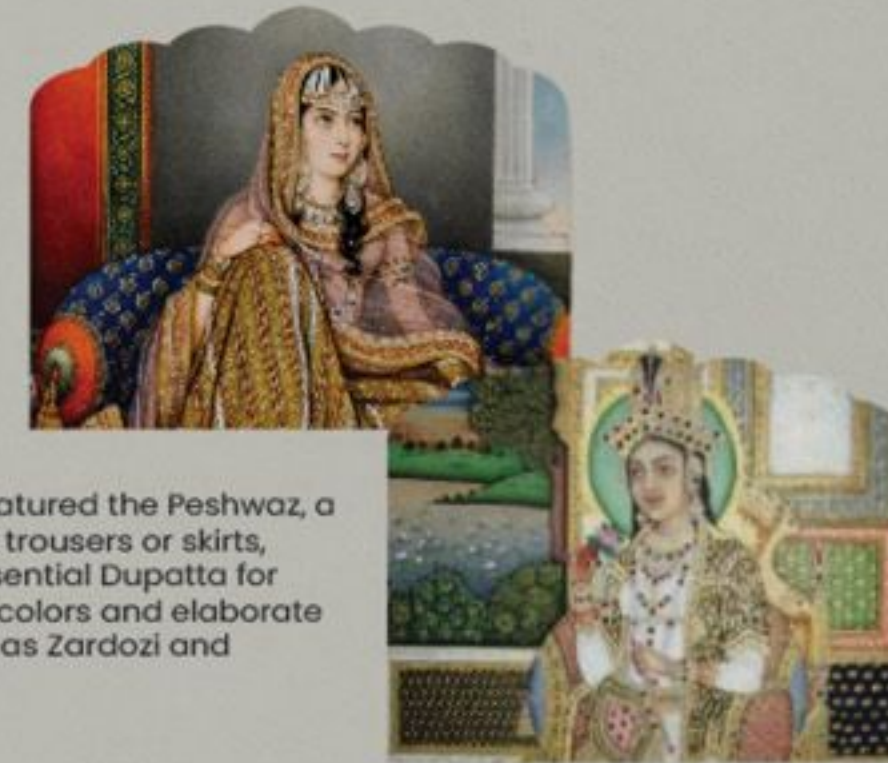 atured the Peshwaz, a
trousers or skirts,
sential Dupatta for
colors and elaborate
as Zardozi and